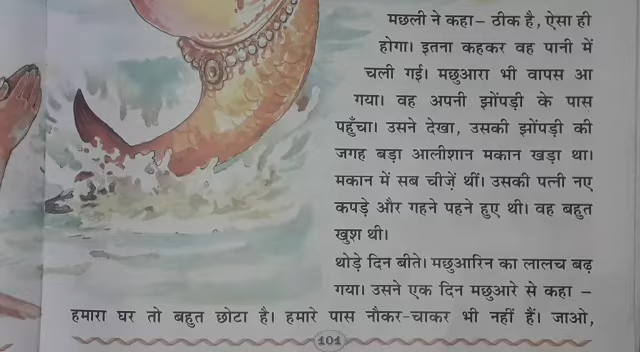 मछली ने कहा– ठीक है, ऐसा ही
होगा। इतना कहकर वह पानी में
चली गई। मछुआरा भी वापस आ
गया। वह अपनी झोंपड़ी के पास
पहुँचा। उसने देखा, उसकी झोंपड़ी की
जगह बड़ा आलीशान मकान खड़ा था।
मकान में सब चीज़ें थीं। उसकी पत्नी नए
कपड़े और गहने पहने हुए थी। वह बहुत
खुश थी।
थोड़े दिन बीते। मछुआरिन का लालच बढ़
गया। उसने एक दिन मछुआरे से कहा –
हमारा घर तो बहुत छोटा है। हमारे पास नौकर-चाकर भी नहीं हैं। जाओ,
101